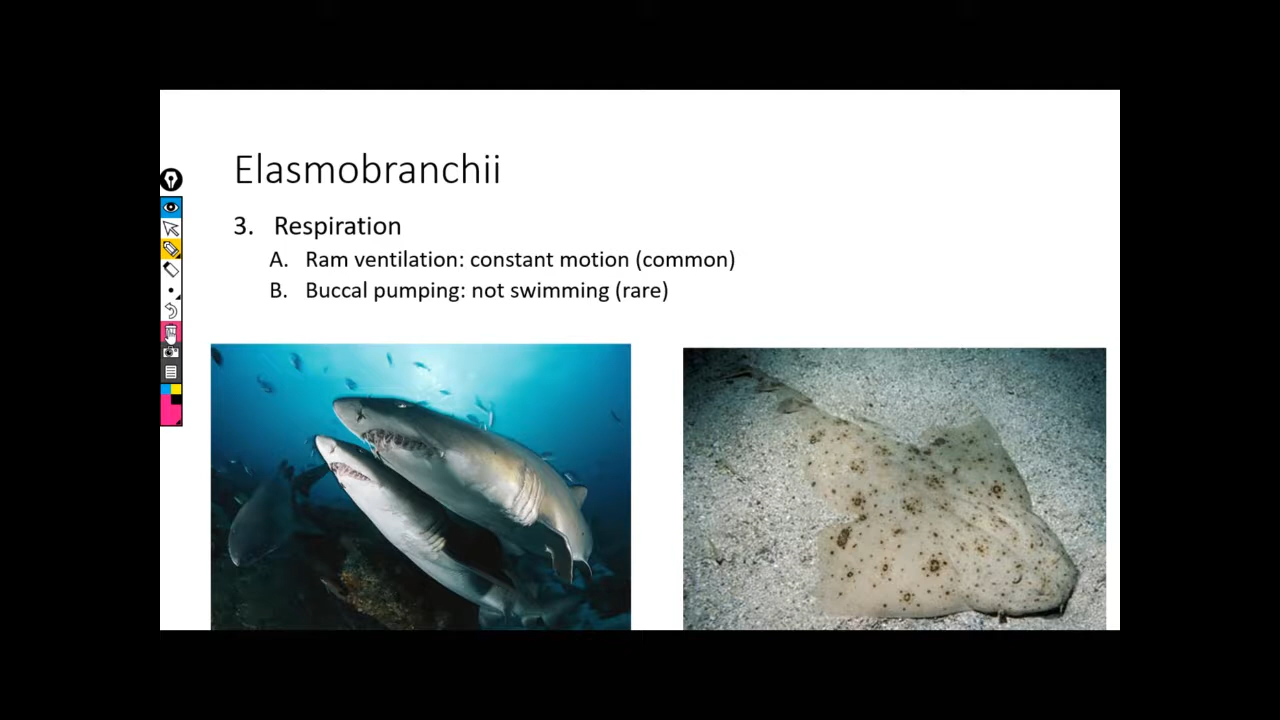 Elasmobranchii
3. Respiration
A. Ram ventilation: constant motion (common)
B. Buccal pumping: not swimming (rare)